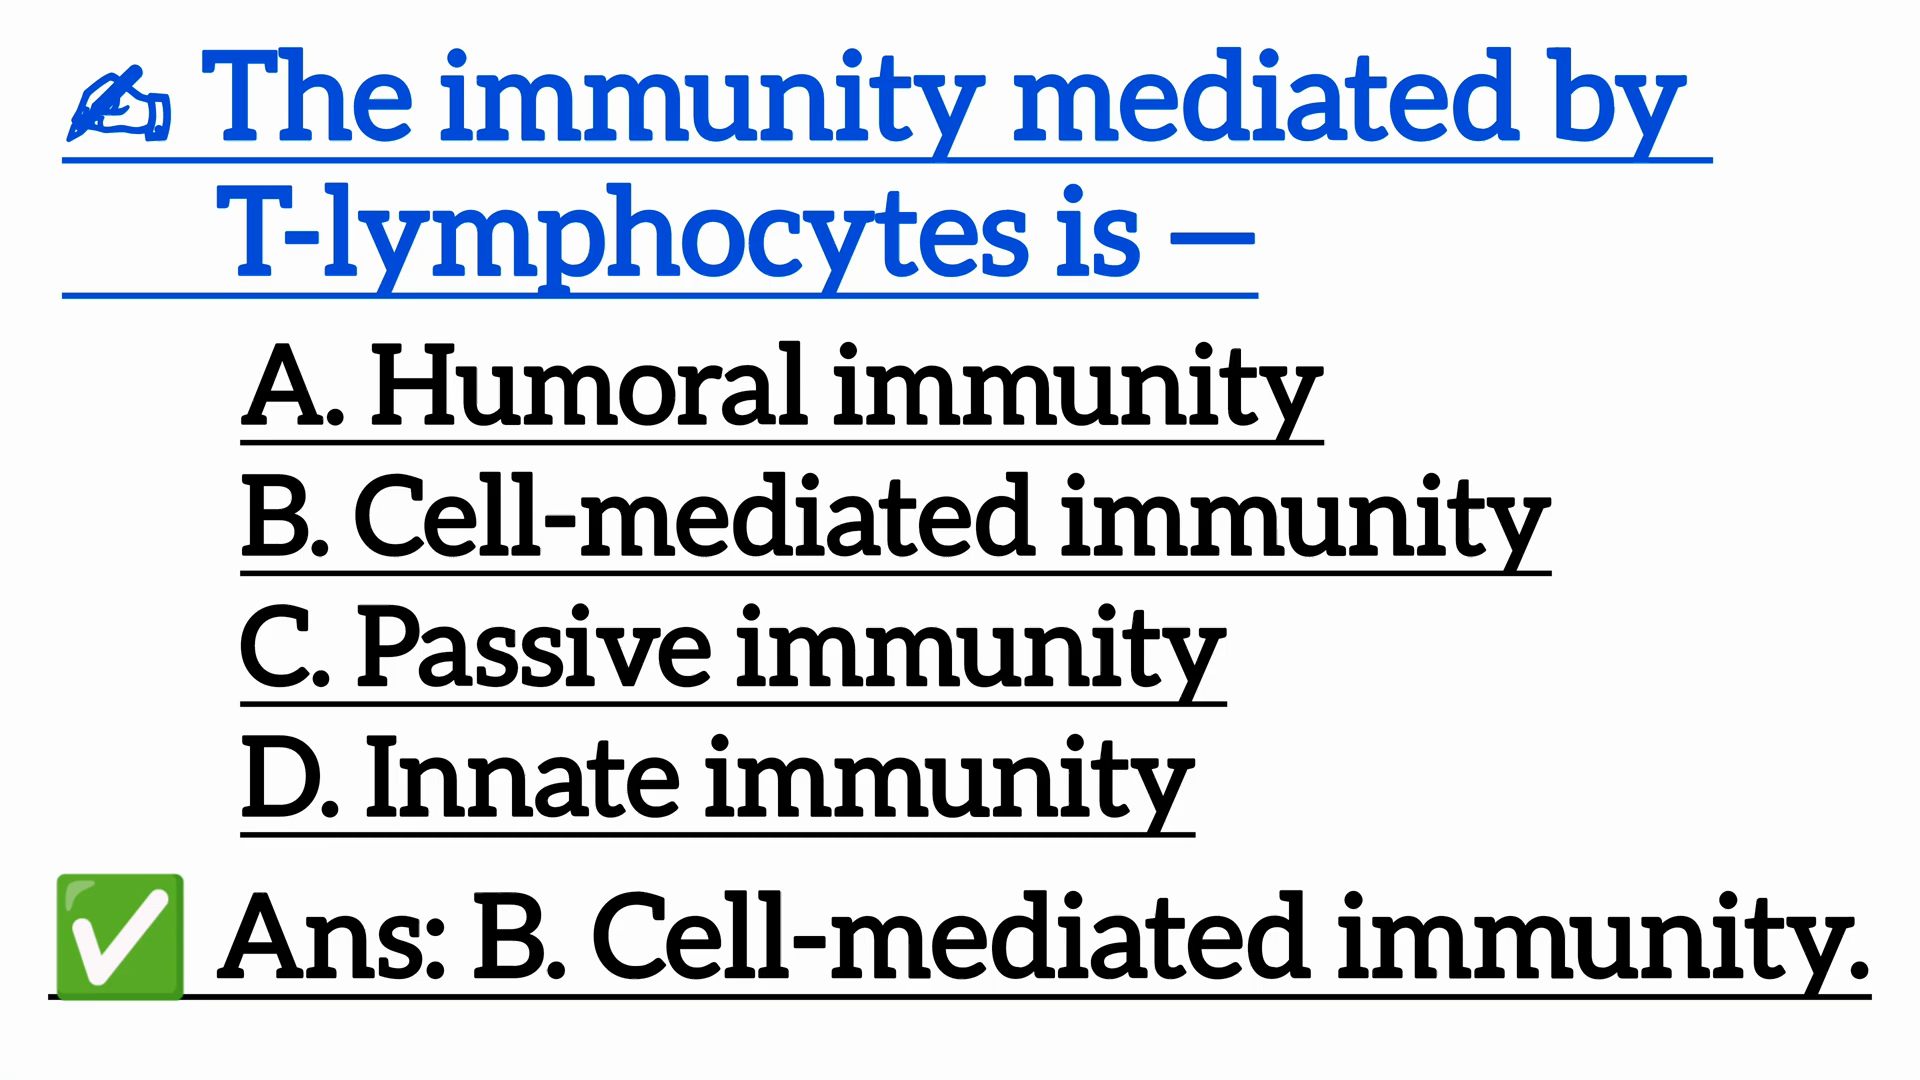 ✍ The immunity mediated by
T-lymphocytes is —
A. Humoral immunity
B. Cell-mediated immunity
C. Passive immunity
D. Innate immunity
✅ Ans: B. Cell-mediated immunity.